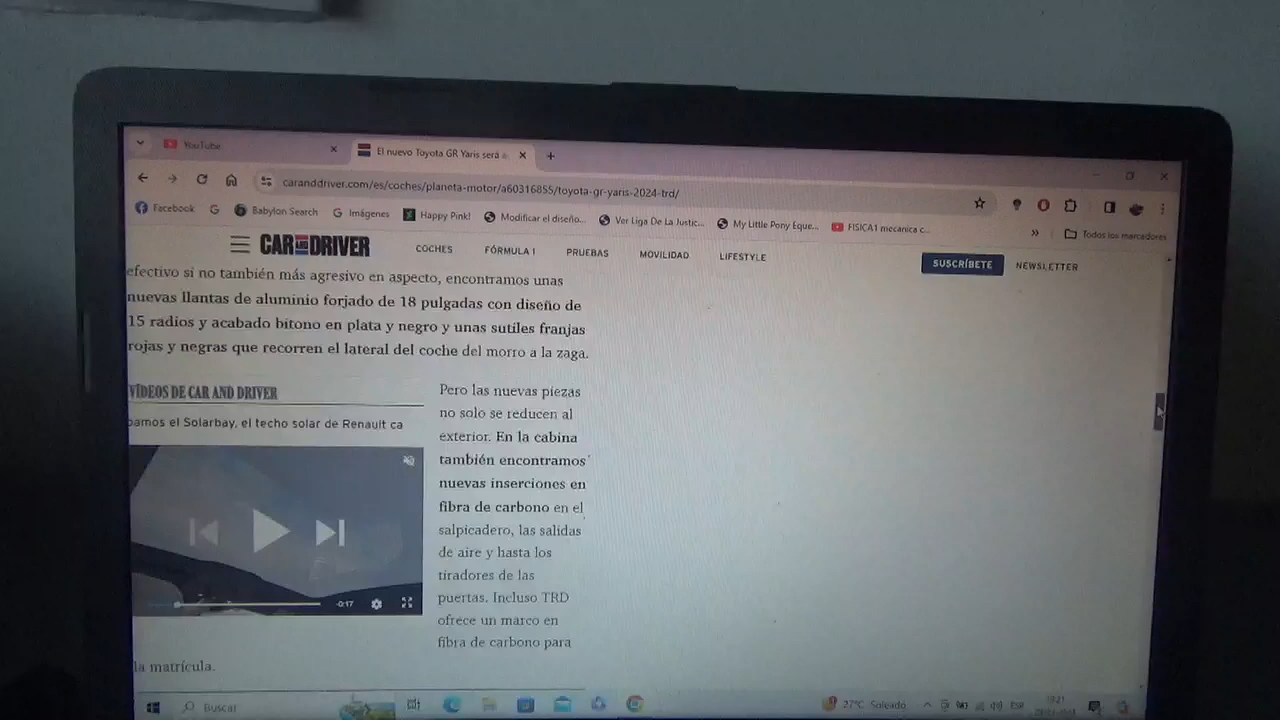 YouTube
El nuevo Toyota GR Yaris será
caranddriver.com/es/coches/planeta-motor/a60316855/toyota-gr-yaris-2024-trd/
Facebook
Babylon Search
Imágenes
Happy Pink!
Modificar el diseño...
Ver Liga De La Justic...
My Little Pony Eque...
FISICA1 mecanica c...
»
Todos los marcadores
CAR AND DRIVER
COCHES
FÓRMULA 1
PRUEBAS
MOVILIDAD
LIFESTYLE
SUSCRÍBETE
NEWSLETTER
efectivo si no también más agresivo en aspecto, encontramos unas
nuevas llantas de aluminio forjado de 18 pulgadas con diseño de
15 radios y acabado bitono en plata y negro y unas sutiles franjas
rojas y negras que recorren el lateral del coche del morro a la zaga.
VÍDEOS DE CAR AND DRIVER
bamos el Solarbay, el techo solar de Renault ca
-0:17
Pero las nuevas piezas
no solo se reducen al
exterior. En la cabina
también encontramos
nuevas inserciones en
fibra de carbono en el
salpicadero, las salidas
de aire y hasta los
tiradores de las
puertas. Incluso TRD
ofrece un marco en
fibra de carbono para
la matrícula.
Buscar
27°C Soleado
ESP
19:21